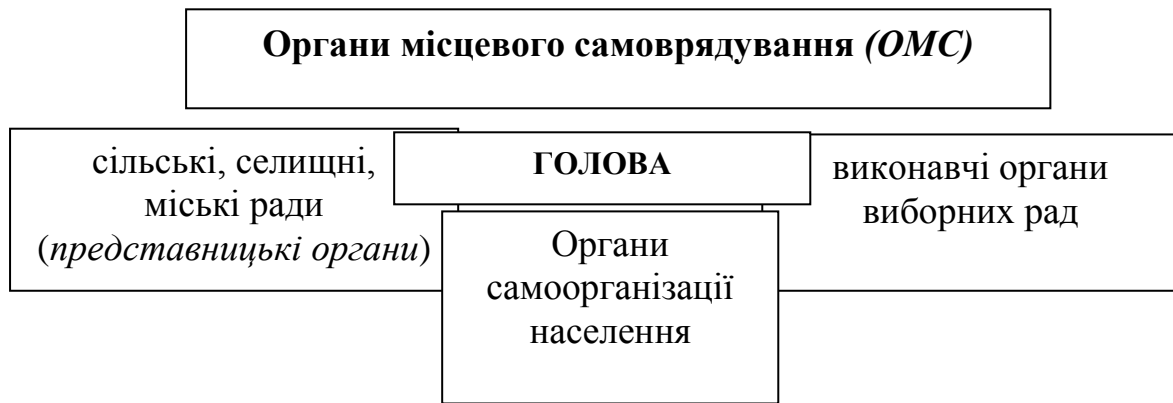 Органи місцевого самоврядування (ОМС)
сільські, селищні,
міські ради
(представницькі органи)
ГОЛОВА
виконавчі органи
виборних рад
Органи
самоорганізації
населення